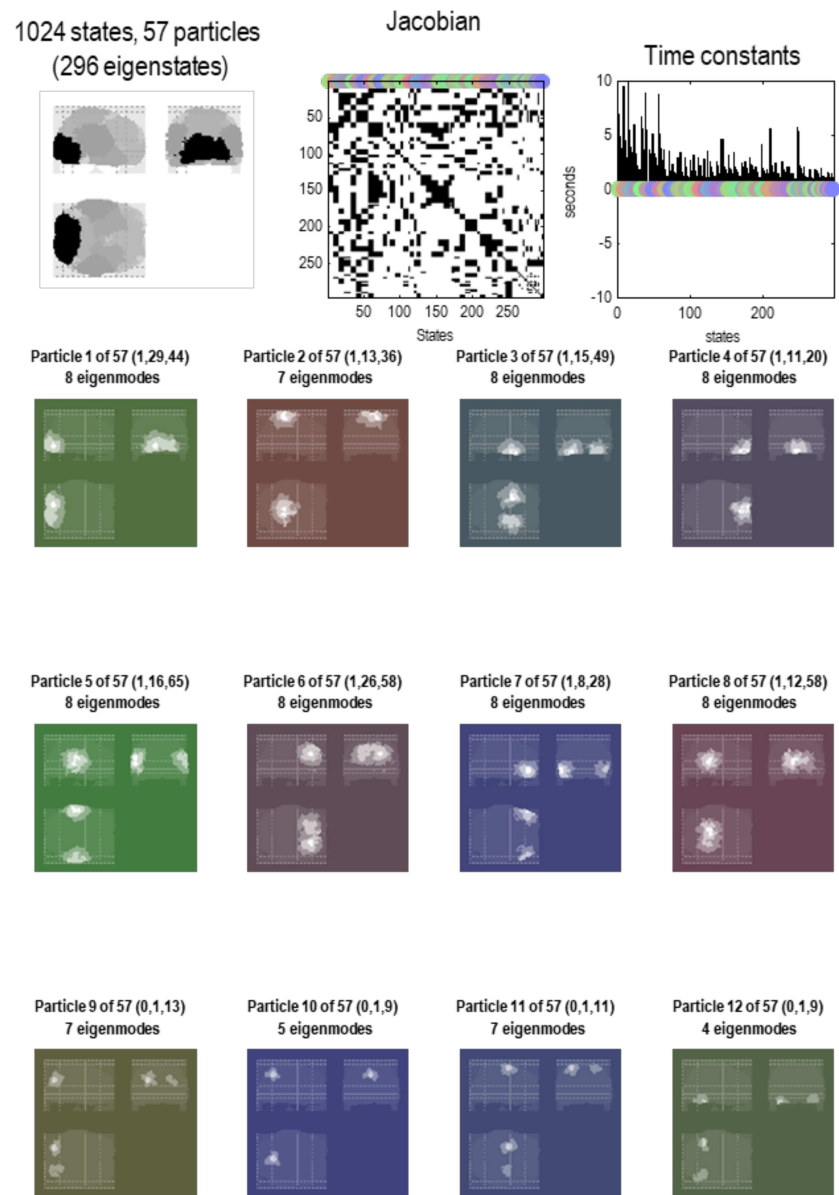 1024 states, 57 particles
(296 eigenstates)
Jacobian
50
100
150
200
250
50 100 150 200 250
States
Time constants
10
5
0
-5
-10
seconds
0 100 200
states
Particle 1 of 57 (1,29,44)
8 eigenmodes
Particle 2 of 57 (1,13,36)
7 eigenmodes
Particle 3 of 57 (1,15,49)
8 eigenmodes
Particle 4 of 57 (1,11,20)
8 eigenmodes
Particle 5 of 57 (1,16,65)
8 eigenmodes
Particle 6 of 57 (1,26,58)
8 eigenmodes
Particle 7 of 57 (1,8,28)
8 eigenmodes
Particle 8 of 57 (1,12,58)
8 eigenmodes
Particle 9 of 57 (0,1,13)
7 eigenmodes
Particle 10 of 57 (0,1,9)
5 eigenmodes
Particle 11 of 57 (0,1,11)
7 eigenmodes
Particle 12 of 57 (0,1,9)
4 eigenmodes